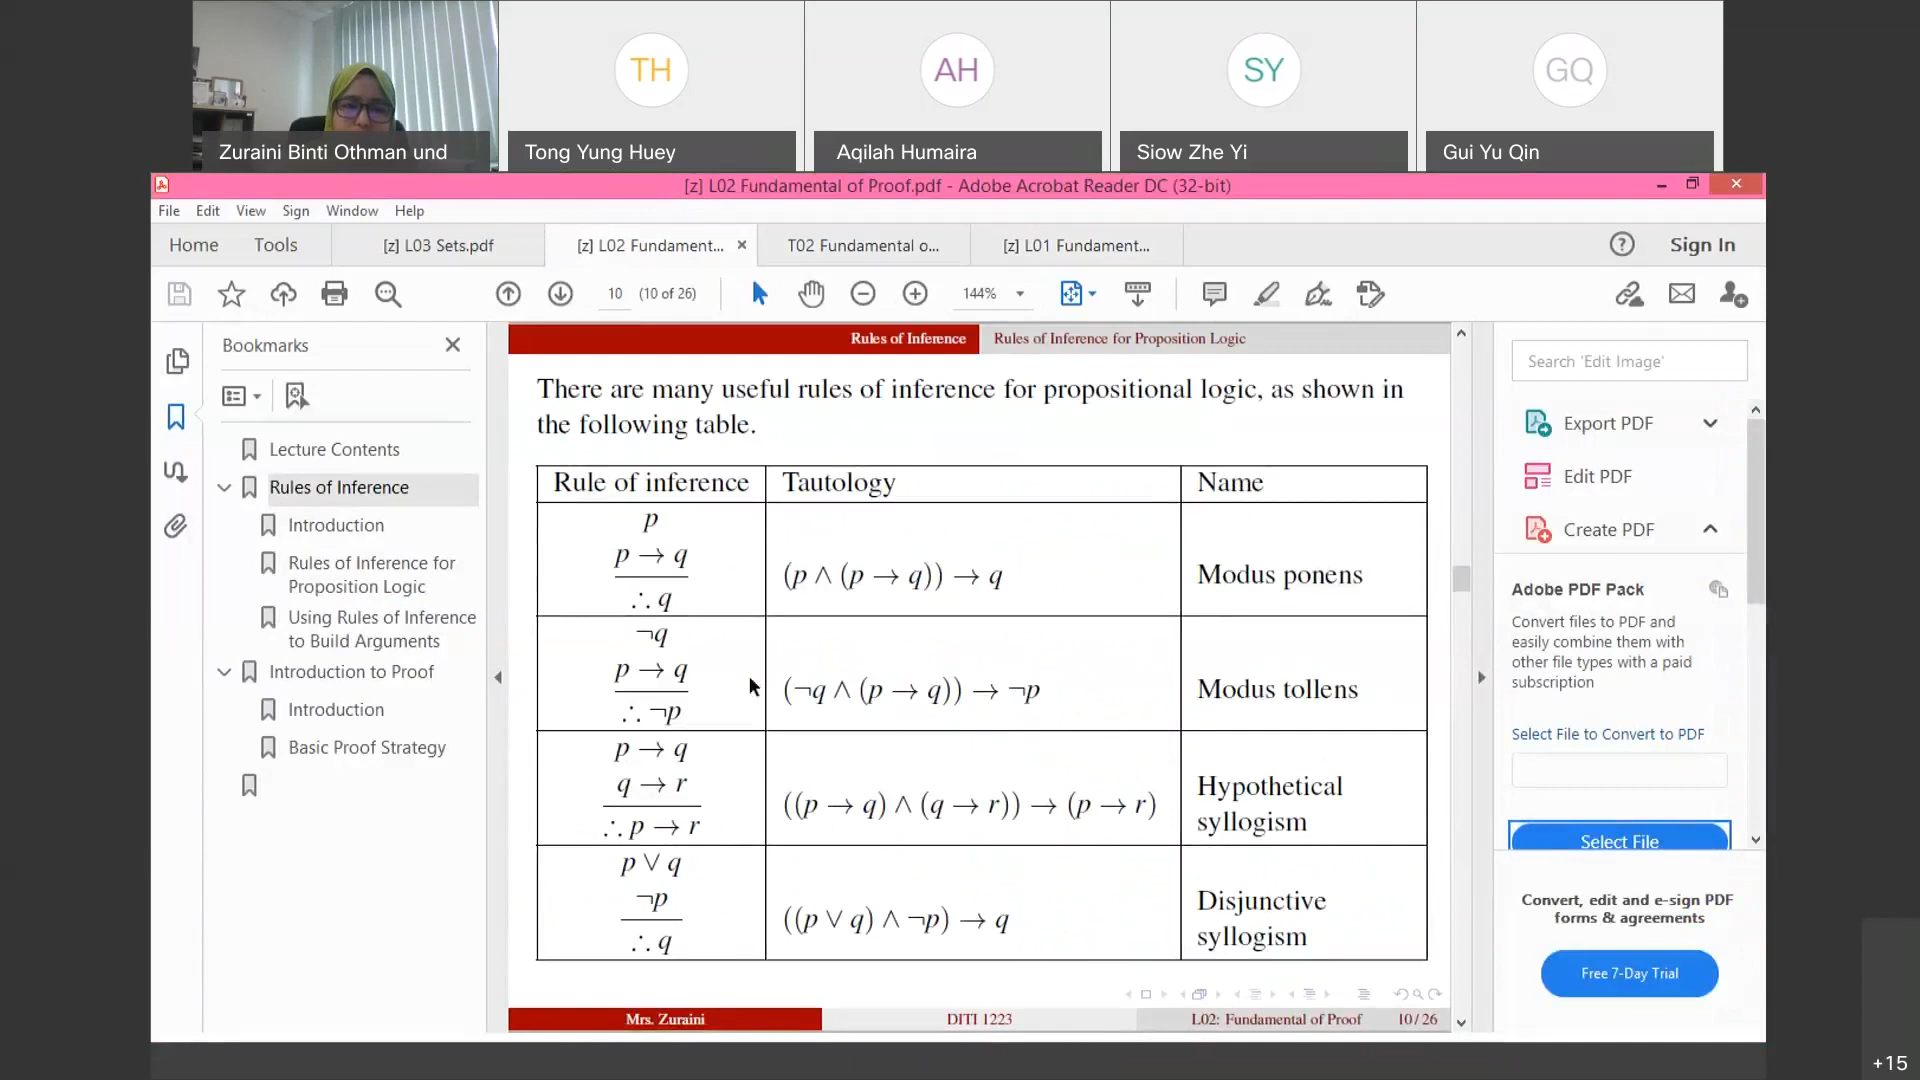 TH
AH
SY
GQ
Zuraini Binti Othman und
Tong Yung Huey
Aqilah Humaira
Siow Zhe Yi
Gui Yu Qin
[z] L02 Fundamental of Proof.pdf - Adobe Acrobat Reader DC (32-bit)
File Edit View Sign Window Help
Home Tools [z] L03 Sets.pdf [z] L02 Fundament... T02 Fundamental o... [z] L01 Fundament... Sign In
10 (10 of 26) 144%
Bookmarks
Lecture Contents
Rules of Inference
Introduction
Rules of Inference for
Proposition Logic
Using Rules of Inference
to Build Arguments
Introduction to Proof
Introduction
Basic Proof Strategy
Rules of Inference Rules of Inference for Proposition Logic
There are many useful rules of inference for propositional logic, as shown in
the following table.
Rule of inference Tautology Name
p
p → q
∴ q
(p ∧ (p → q)) → q
Modus ponens
¬q
p → q
∴ ¬p
(¬q ∧ (p → q)) → ¬p
Modus tollens
p → q
q → r
∴ p → r
((p → q) ∧ (q → r)) → (p → r)
Hypothetical
syllogism
p ∨ q
¬p
∴ q
((p ∨ q) ∧ ¬p) → q
Disjunctive
syllogism
Mrs. Zuraini DITI 1223 L02: Fundamental of Proof 10 / 26
Search 'Edit Image'
Export PDF
Edit PDF
Create PDF
Adobe PDF Pack
Convert files to PDF and
easily combine them with
other file types with a paid
subscription
Select File to Convert to PDF
Select File
Convert, edit and e-sign PDF
forms & agreements
Free 7-Day Trial
+15